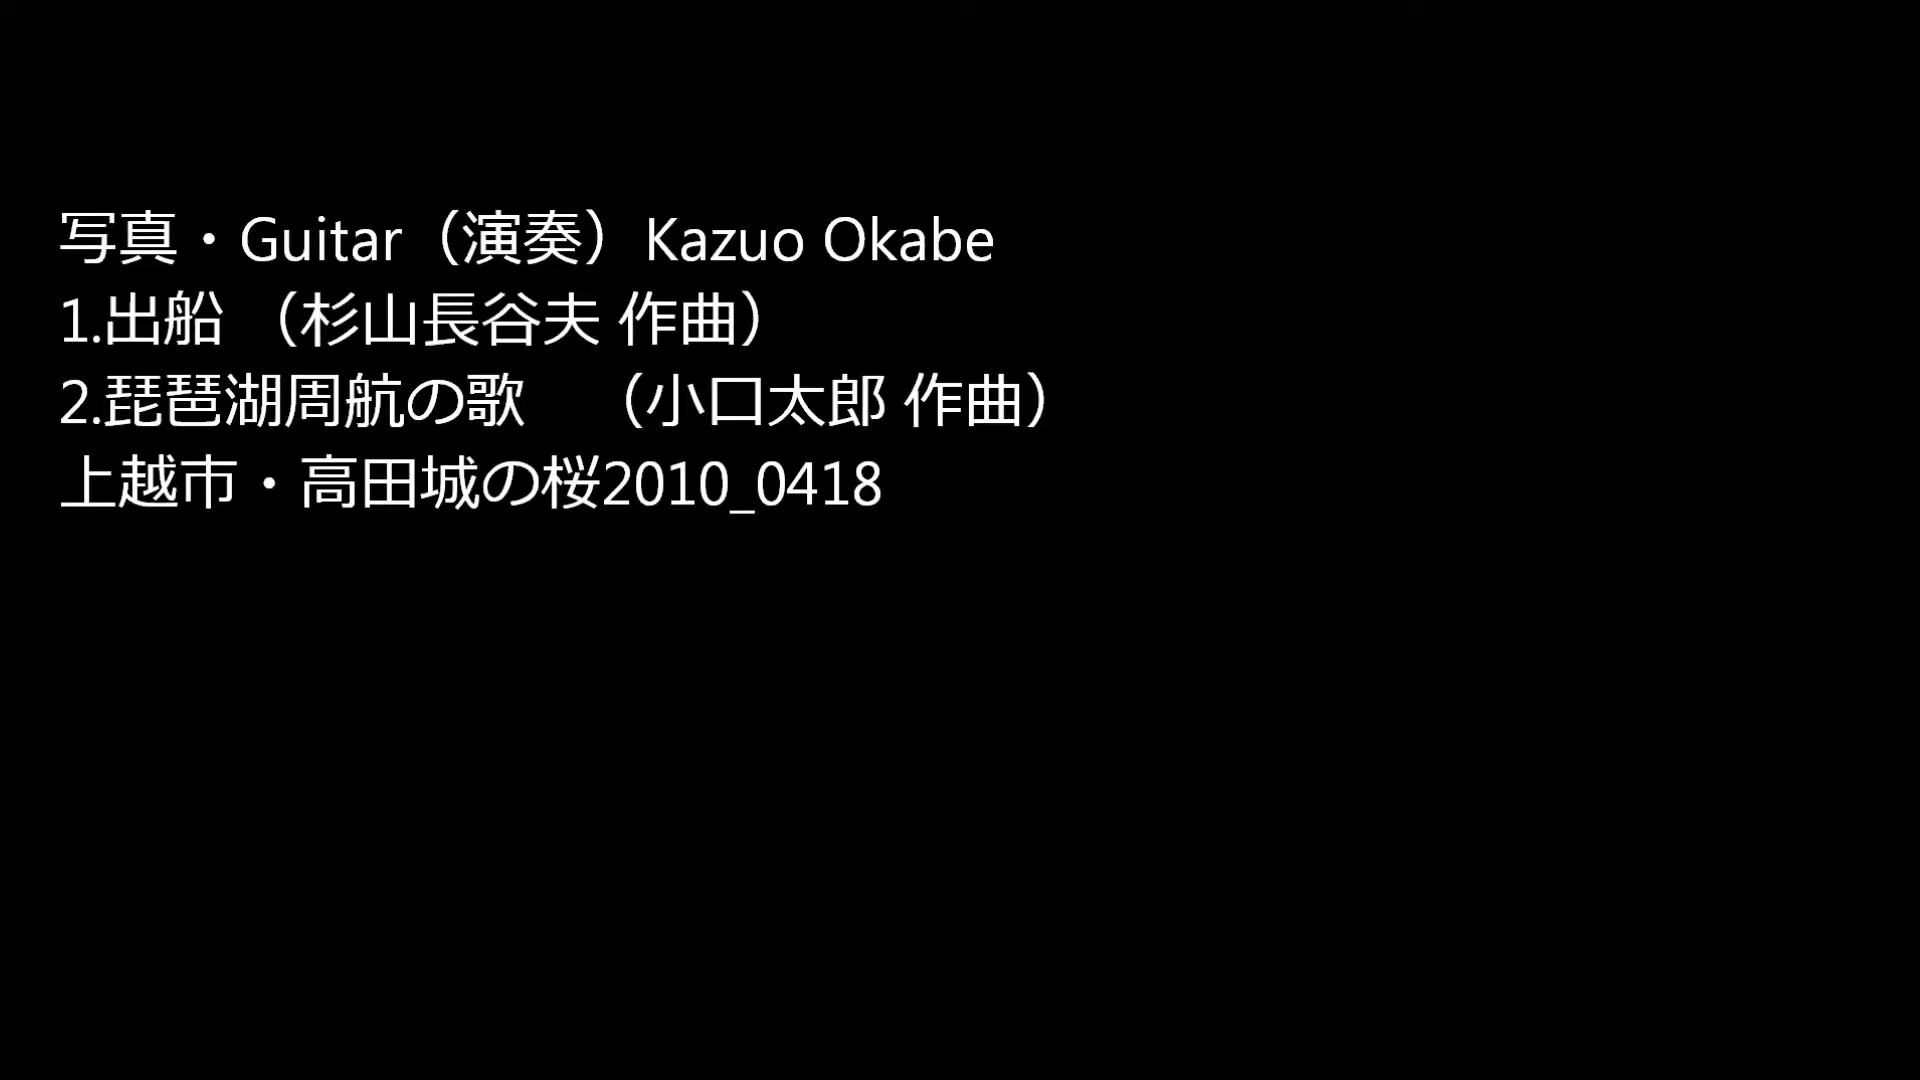 写真・Guitar（演奏）Kazuo Okabe
1.出船 （杉山長谷夫 作曲）
2.琵琶湖周航の歌　（小口太郎 作曲）
上越市・高田城の桜2010_0418